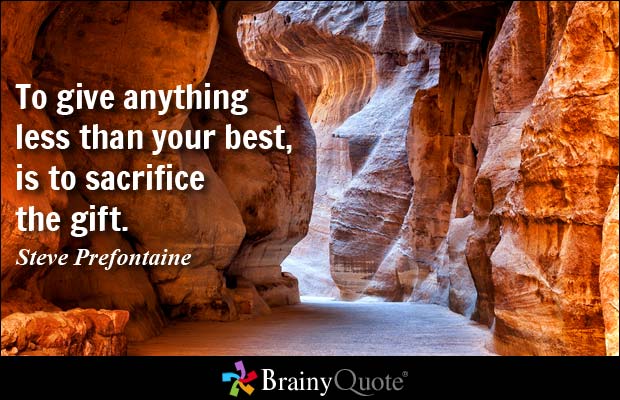 To give anything
less than your best,
is to sacrifice
the gift.
Steve Prefontaine
BrainyQuote®